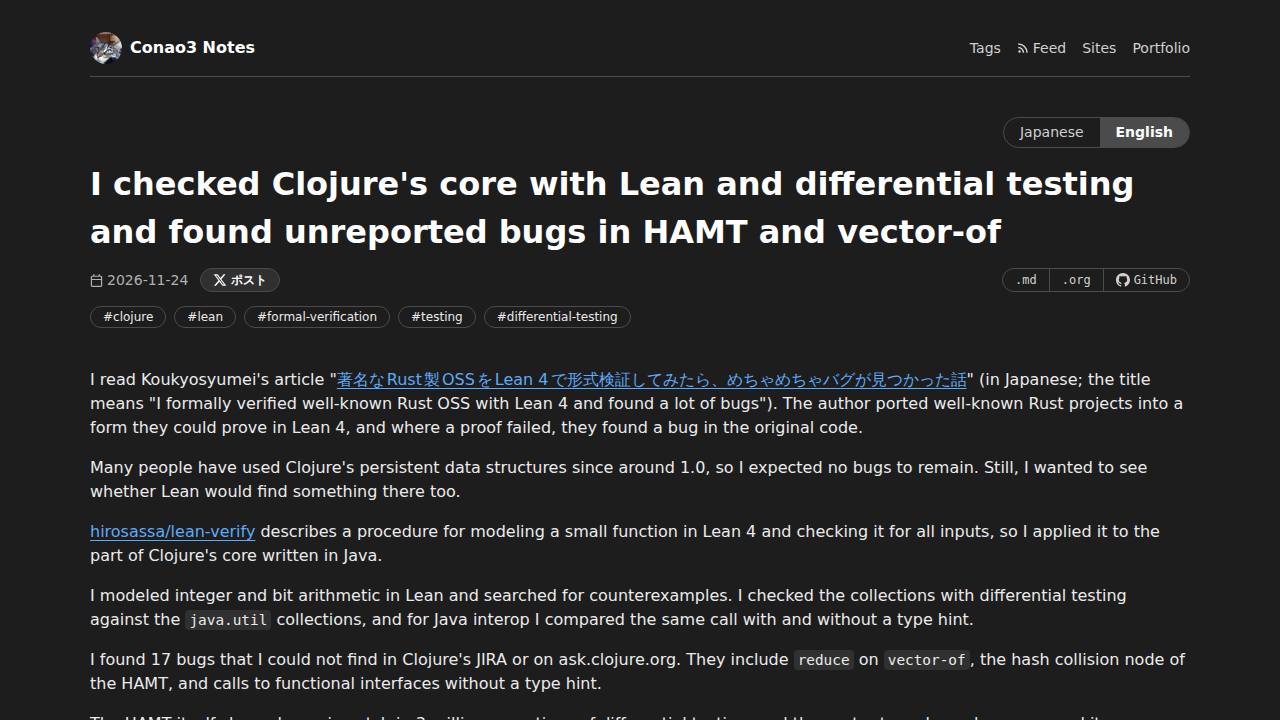 Conao3 Notes
Tags
Feed
Sites
Portfolio
Japanese
English
I checked Clojure's core with Lean and differential testing
and found unreported bugs in HAMT and vector-of
2026-11-24
ポスト
.md
.org
GitHub
#clojure
#lean
#formal-verification
#testing
#differential-testing
I read Koukyosyumei's article "著名なRust製OSSをLean 4で形式検証してみたら、めちゃめちゃバグが見つかった話" (in Japanese; the title
means "I formally verified well-known Rust OSS with Lean 4 and found a lot of bugs"). The author ported well-known Rust projects into a
form they could prove in Lean 4, and where a proof failed, they found a bug in the original code.
Many people have used Clojure's persistent data structures since around 1.0, so I expected no bugs to remain. Still, I wanted to see
whether Lean would find something there too.
hirosassa/lean-verify describes a procedure for modeling a small function in Lean 4 and checking it for all inputs, so I applied it to the
part of Clojure's core written in Java.
I modeled integer and bit arithmetic in Lean and searched for counterexamples. I checked the collections with differential testing
against the java.util collections, and for Java interop I compared the same call with and without a type hint.
I found 17 bugs that I could not find in Clojure's JIRA or on ask.clojure.org. They include reduce on vector-of, the hash collision node of
the HAMT, and calls to functional interfaces without a type hint.